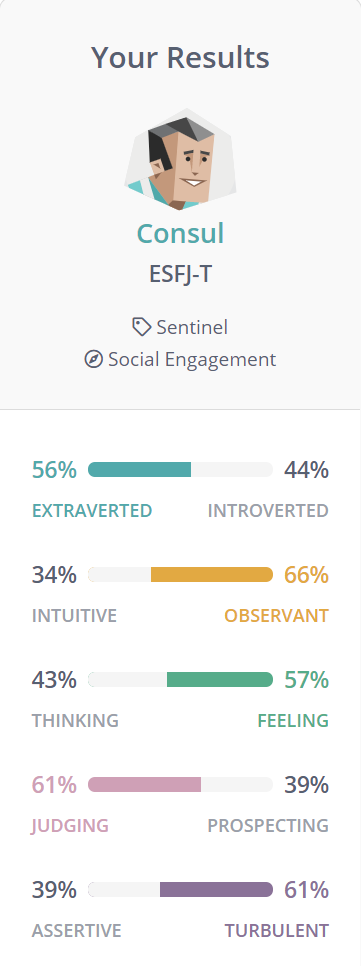 Your Results
Consul
ESFJ-T
Sentinel
Social Engagement
56% 44%
EXTRAVERTED INTROVERTED
34% 66%
INTUITIVE OBSERVANT
43% 57%
THINKING FEELING
61% 39%
JUDGING PROSPECTING
39% 61%
ASSERTIVE TURBULENT